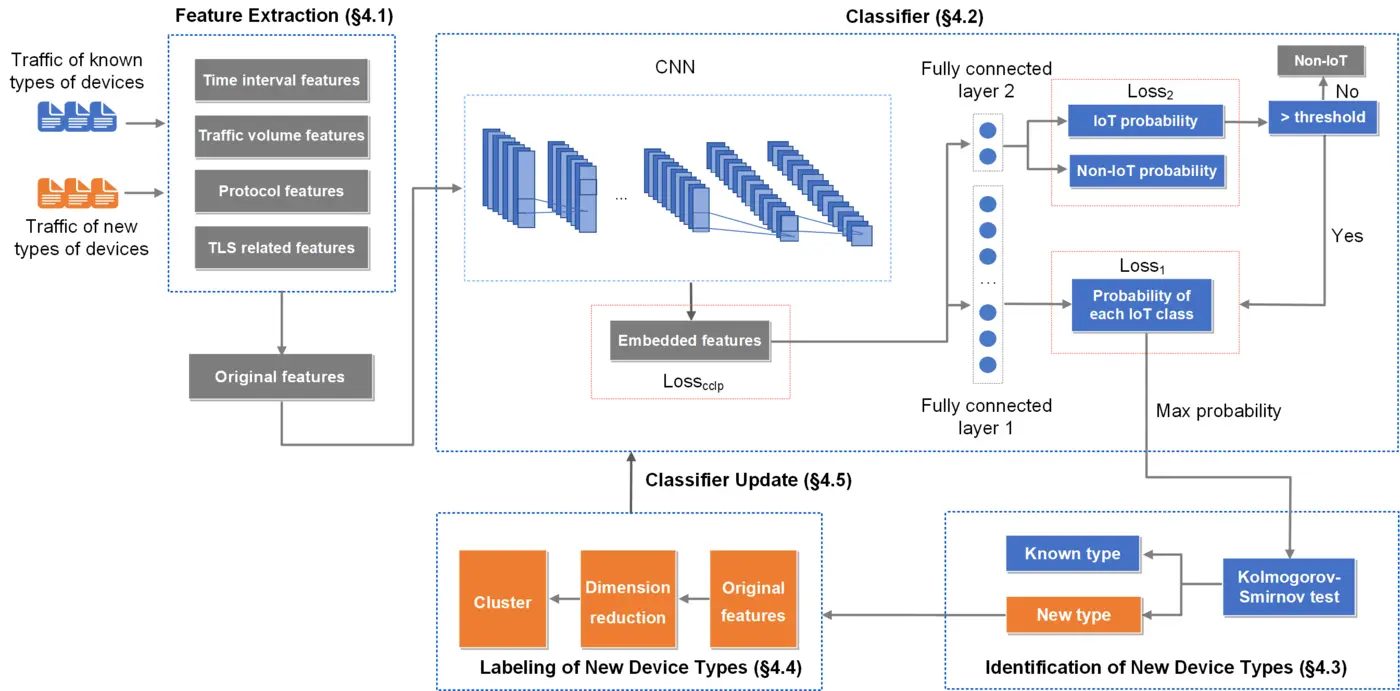 Feature Extraction (§4.1)
Traffic of known
types of devices
Traffic of new
types of devices
Time interval features
Traffic volume features
Protocol features
TLS related features
Original features
Classifier (§4.2)
CNN
...
Embedded features
Losscclp
Fully connected
layer 2
...
Fully connected
layer 1
Loss2
IoT probability
Non-IoT probability
Non-IoT
No
> threshold
Yes
Loss1
Probability of
each IoT class
Max probability
Classifier Update (§4.5)
Cluster
Dimension
reduction
Original
features
Labeling of New Device Types (§4.4)
Known type
New type
Kolmogorov-
Smirnov test
Identification of New Device Types (§4.3)